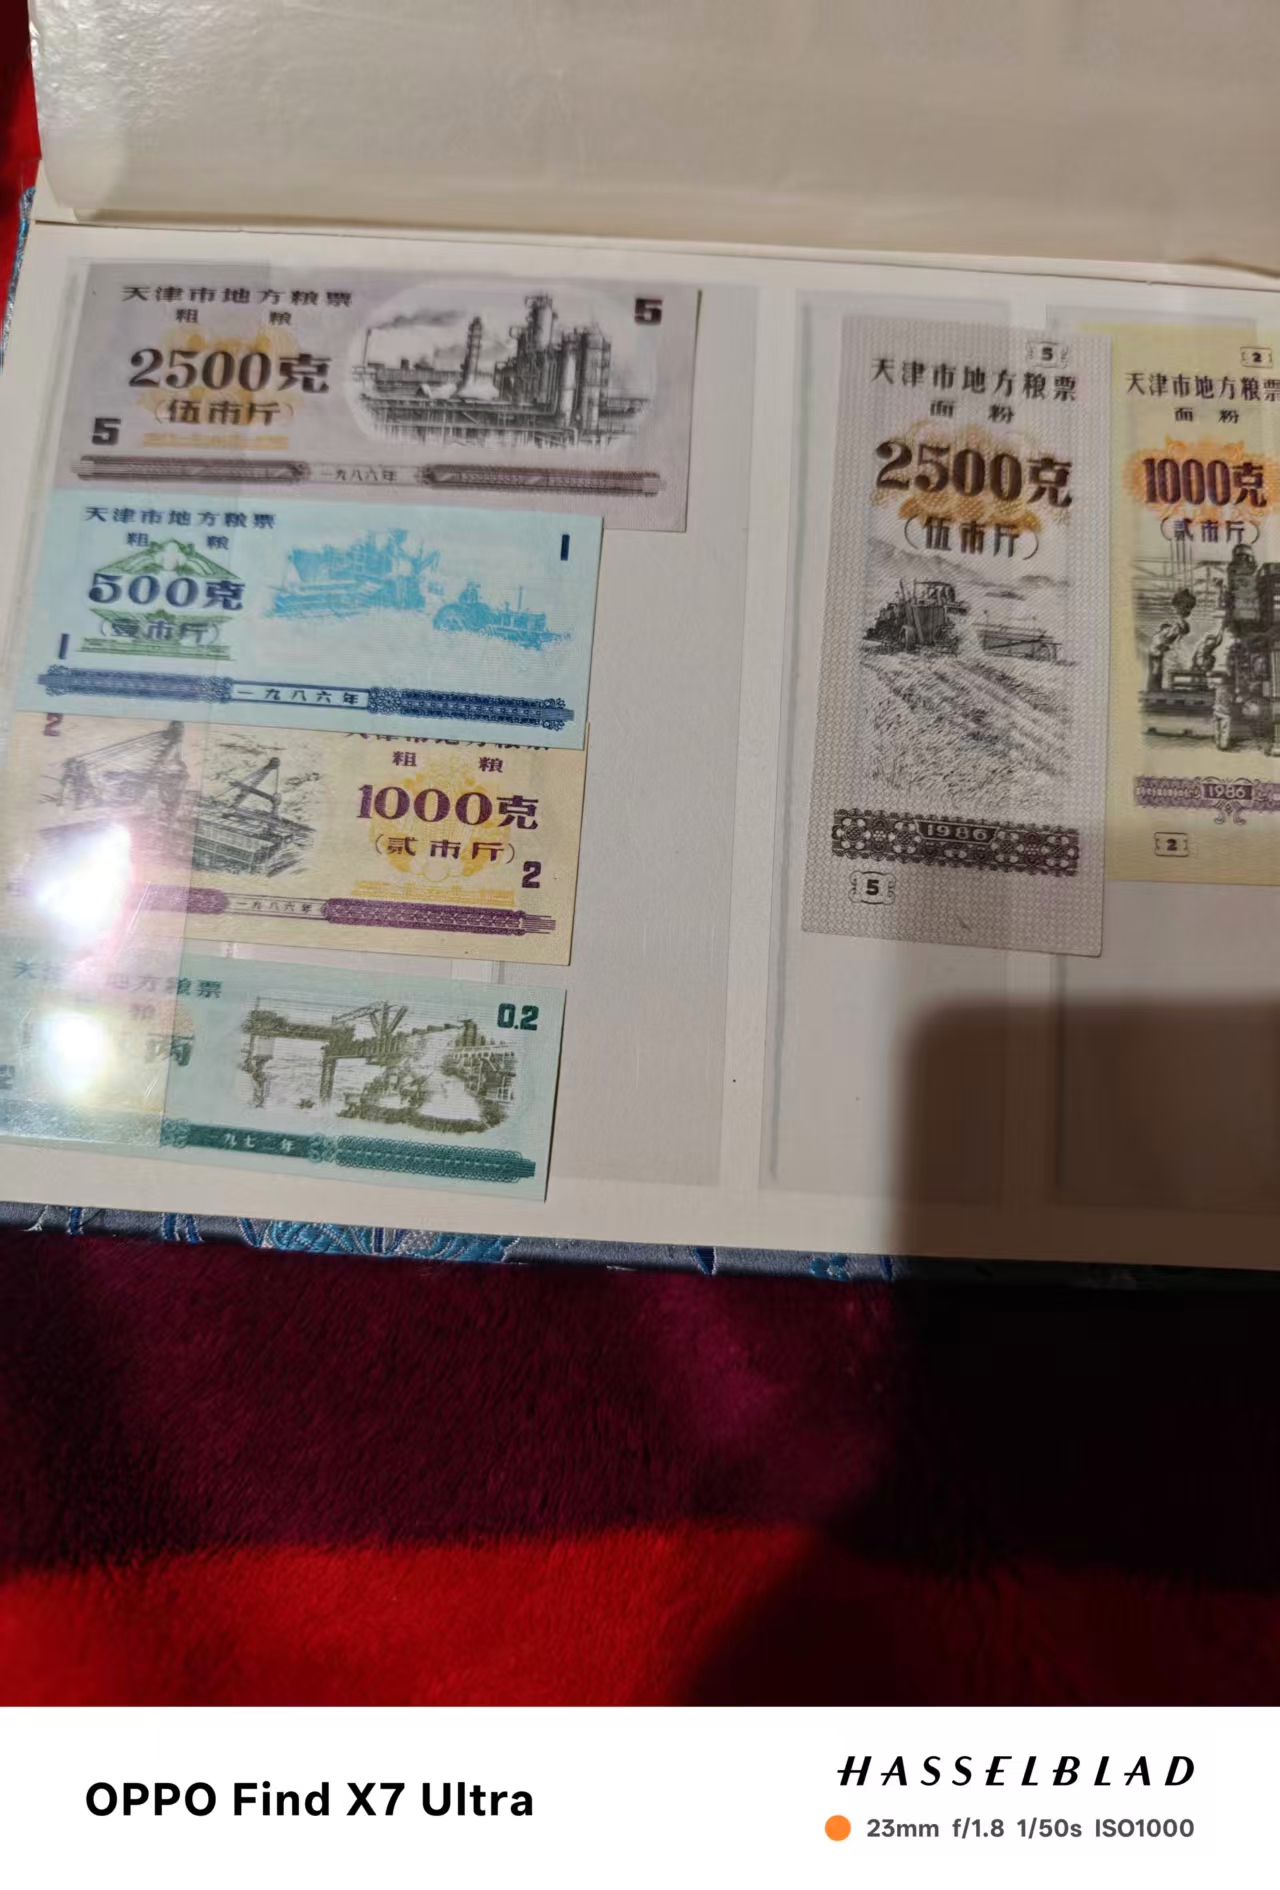 天津市地方粮票
粗 粮
5
2500克
(伍市斤)
5
一九八六年
天津市地方粮票
粗 粮
1
500克
(壹市斤)
1
一九八六年
2
粗 粮
1000克
(贰市斤)
2
一九八六年
地方粮票
粮
0.2
两
九七二年
5
天津市地方粮票
面 粉
2500克
(伍市斤)
1986
5
2
天津市地方粮票
面 粉
1000克
(贰市斤)
1986
2
OPPO Find X7 Ultra
HASSELBLAD
23mm f/1.8 1/50s ISO1000